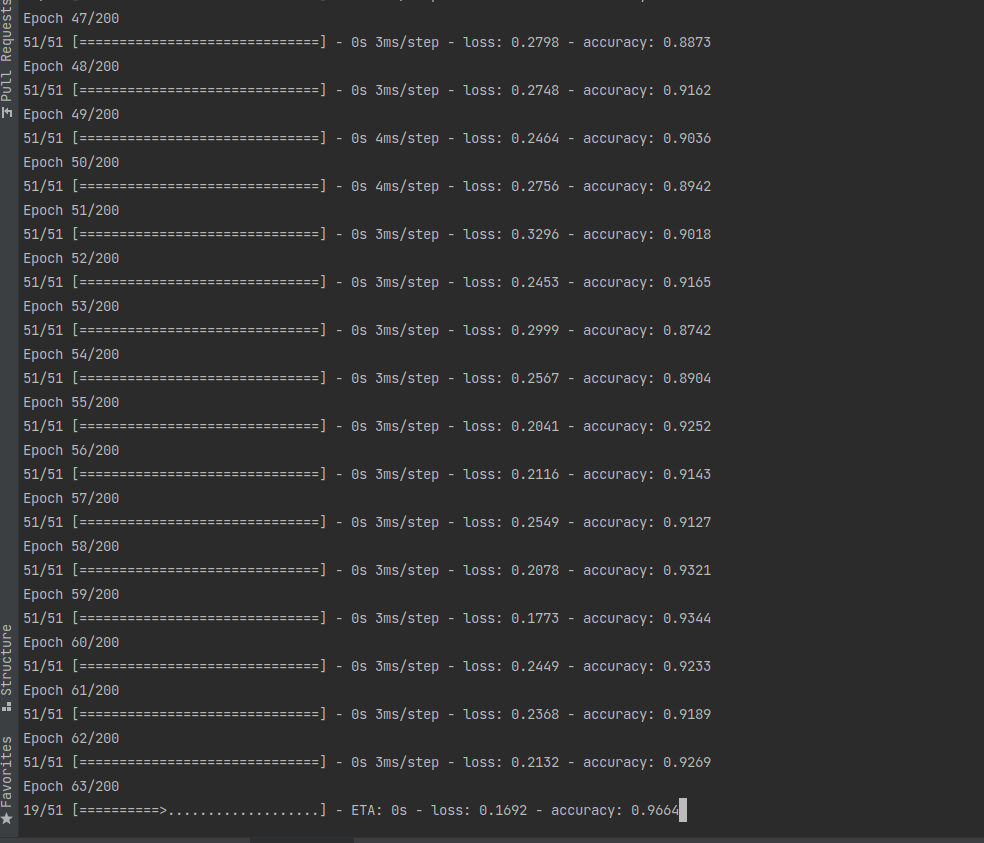 Epoch 47/200
51/51 [==============================] - 0s 3ms/step - loss: 0.2798 - accuracy: 0.8873
Epoch 48/200
51/51 [==============================] - 0s 3ms/step - loss: 0.2748 - accuracy: 0.9162
Epoch 49/200
51/51 [==============================] - 0s 4ms/step - loss: 0.2464 - accuracy: 0.9036
Epoch 50/200
51/51 [==============================] - 0s 4ms/step - loss: 0.2756 - accuracy: 0.8942
Epoch 51/200
51/51 [==============================] - 0s 3ms/step - loss: 0.3296 - accuracy: 0.9018
Epoch 52/200
51/51 [==============================] - 0s 3ms/step - loss: 0.2453 - accuracy: 0.9165
Epoch 53/200
51/51 [==============================] - 0s 3ms/step - loss: 0.2999 - accuracy: 0.8742
Epoch 54/200
51/51 [==============================] - 0s 3ms/step - loss: 0.2567 - accuracy: 0.8904
Epoch 55/200
51/51 [==============================] - 0s 3ms/step - loss: 0.2041 - accuracy: 0.9252
Epoch 56/200
51/51 [==============================] - 0s 3ms/step - loss: 0.2116 - accuracy: 0.9143
Epoch 57/200
51/51 [==============================] - 0s 3ms/step - loss: 0.2549 - accuracy: 0.9127
Epoch 58/200
51/51 [==============================] - 0s 3ms/step - loss: 0.2078 - accuracy: 0.9321
Epoch 59/200
51/51 [==============================] - 0s 3ms/step - loss: 0.1773 - accuracy: 0.9344
Epoch 60/200
51/51 [==============================] - 0s 3ms/step - loss: 0.2449 - accuracy: 0.9233
Epoch 61/200
51/51 [==============================] - 0s 3ms/step - loss: 0.2368 - accuracy: 0.9189
Epoch 62/200
51/51 [==============================] - 0s 3ms/step - loss: 0.2132 - accuracy: 0.9269
Epoch 63/200
19/51 [==========>...................] - ETA: 0s - loss: 0.1692 - accuracy: 0.9664
Pull Requests
Structure
Favorites